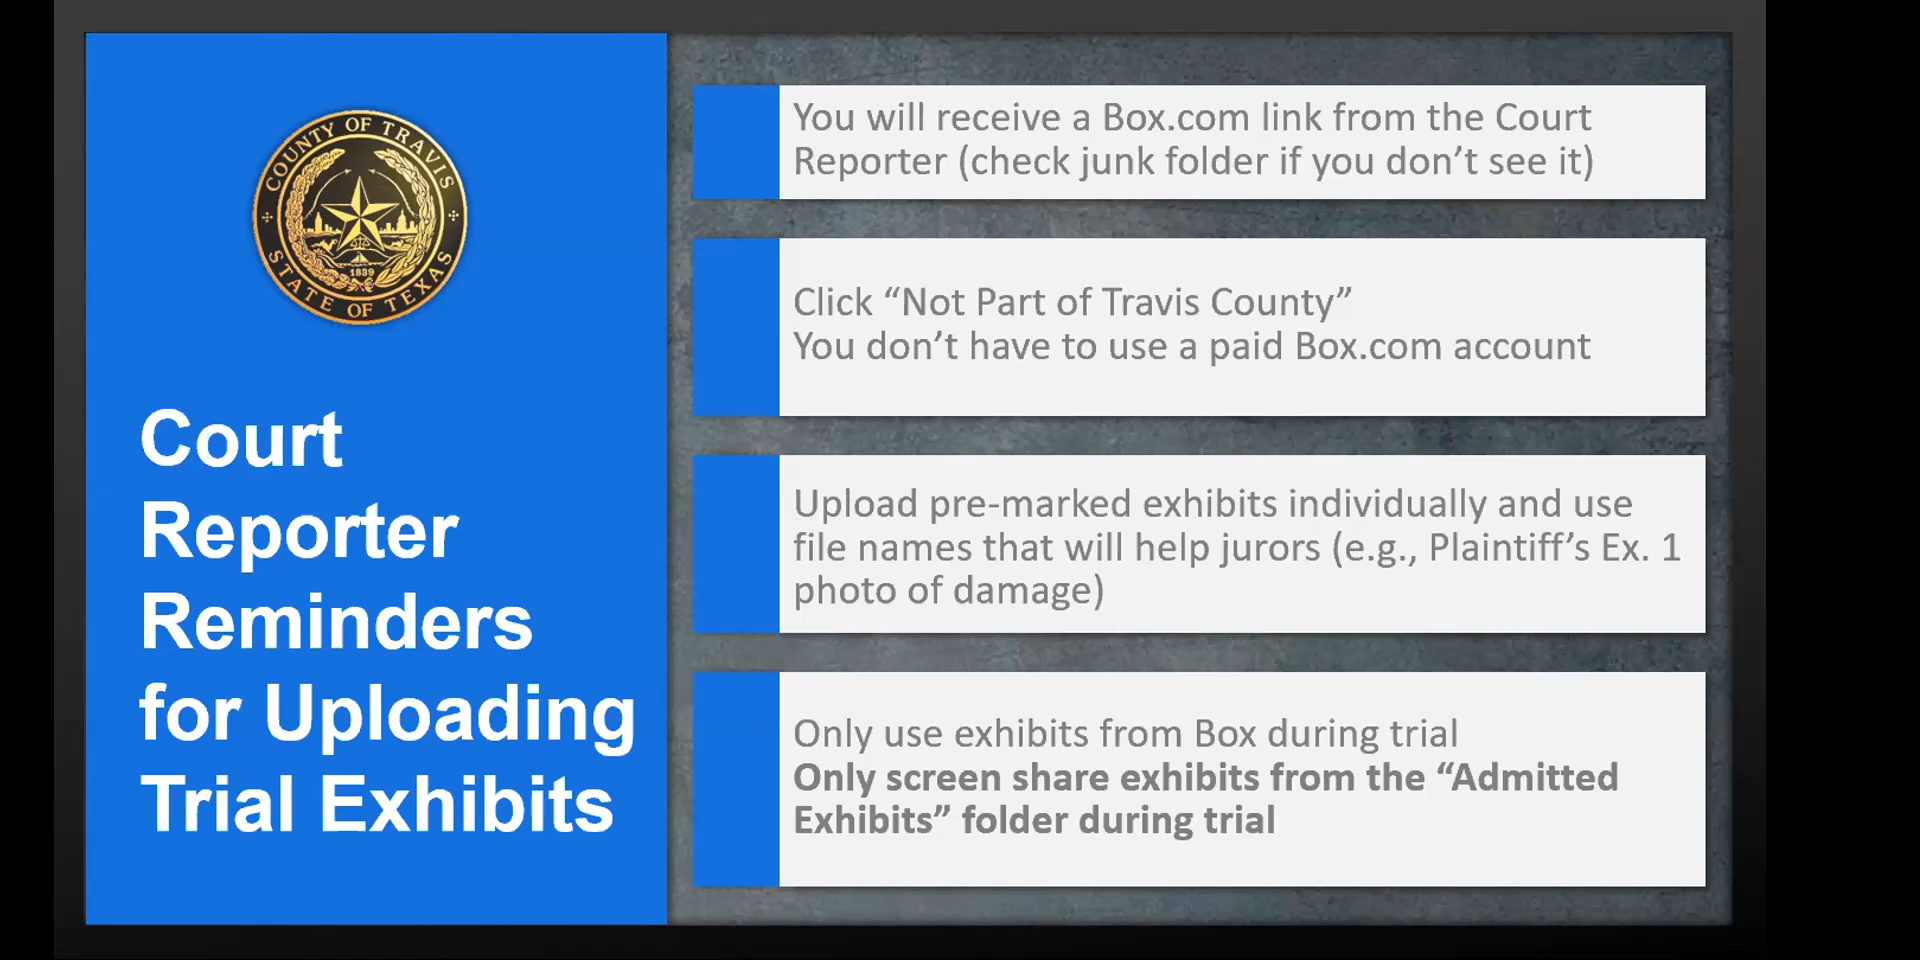 COUNTY OF TRAVIS
1839
STATE OF TEXAS
Court
Reporter
Reminders
for Uploading
Trial Exhibits
You will receive a Box.com link from the Court
Reporter (check junk folder if you don’t see it)
Click “Not Part of Travis County”
You don’t have to use a paid Box.com account
Upload pre-marked exhibits individually and use
file names that will help jurors (e.g., Plaintiff’s Ex. 1
photo of damage)
Only use exhibits from Box during trial
Only screen share exhibits from the “Admitted
Exhibits” folder during trial